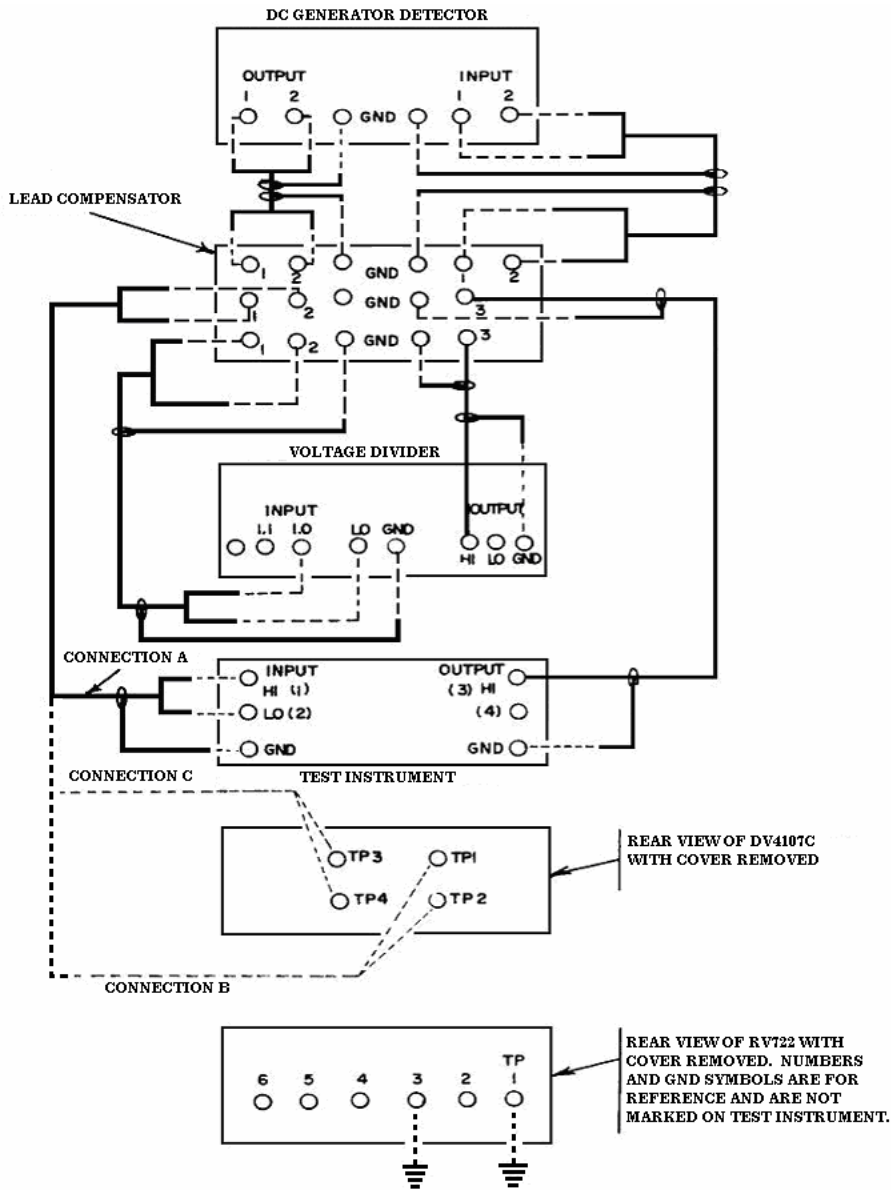 DC GENERATOR DETECTOR
OUTPUT INPUT
1 2 1 2
GND
LEAD COMPENSATOR
1 2 GND 1 2
1 2 GND 3
1 2 GND 3
VOLTAGE DIVIDER
INPUT OUTPUT
1.1 1.0 LO GND
HI LO GND
CONNECTION A
INPUT OUTPUT
HI (1) (3) HI
LO (2) (4)
GND GND
CONNECTION C
TEST INSTRUMENT
TP3 TP1
TP4 TP2
REAR VIEW OF DV4107C
WITH COVER REMOVED
CONNECTION B
6 5 4 3 2 TP
1
REAR VIEW OF RV722 WITH
COVER REMOVED. NUMBERS
AND GND SYMBOLS ARE FOR
REFERENCE AND ARE NOT
MARKED ON TEST INSTRUMENT.